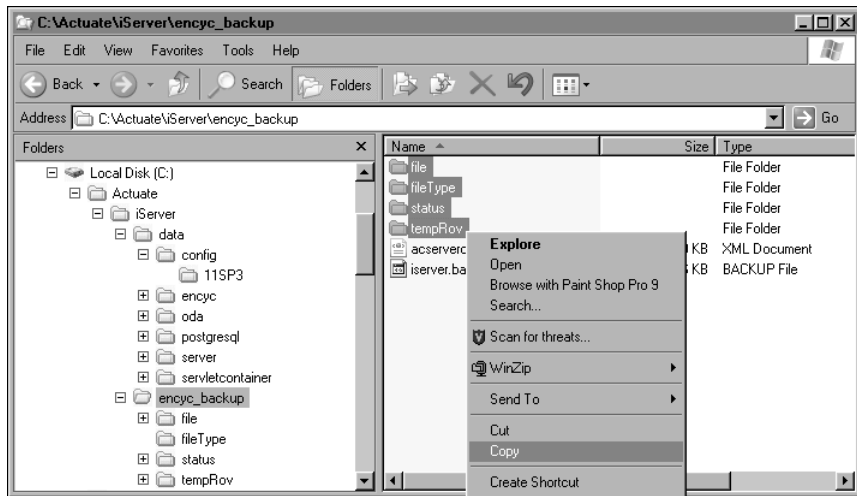 C:\Actuate\iServer\encyc_backup
File Edit View Favorites Tools Help
Back Search Folders
Address C:\Actuate\iServer\encyc_backup Go
Folders
Name Size Type
Local Disk (C:)
Actuate
iServer
data
config
11SP3
encyc
oda
postgresql
server
servletcontainer
encyc_backup
file
fileType
status
tempRov
file File Folder
fileType File Folder
status File Folder
tempRov File Folder
acserverc KB XML Document
iserver.ba KB BACKUP File
Explore
Open
Browse with Paint Shop Pro 9
Search...
Scan for threats...
WinZip
Send To
Cut
Copy
Create Shortcut